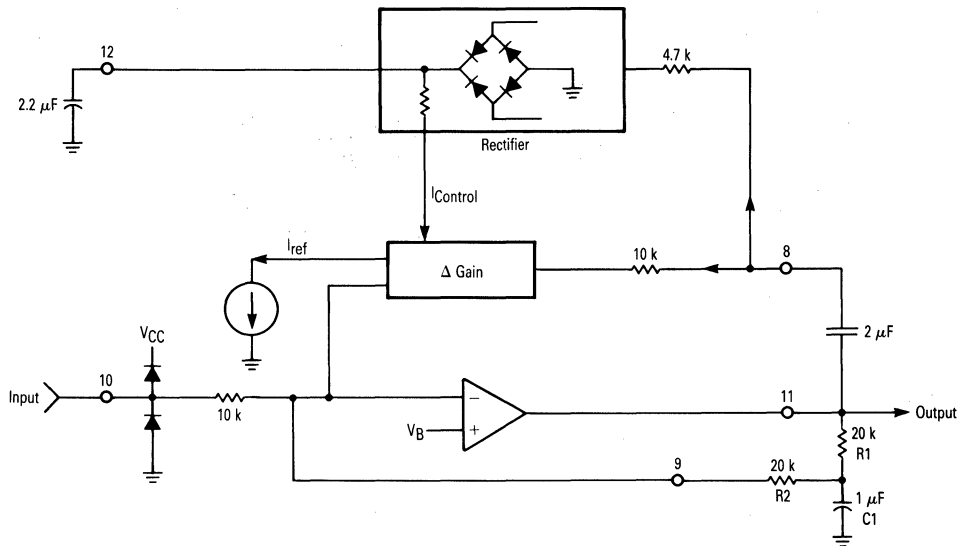 12
2.2 μF
4.7 k
Rectifier
IControl
Iref
Δ Gain
10 k
8
VCC
2 μF
Input
10
10 k
−
VB
+
11
Output
20 k
R1
9
20 k
R2
1 μF
C1